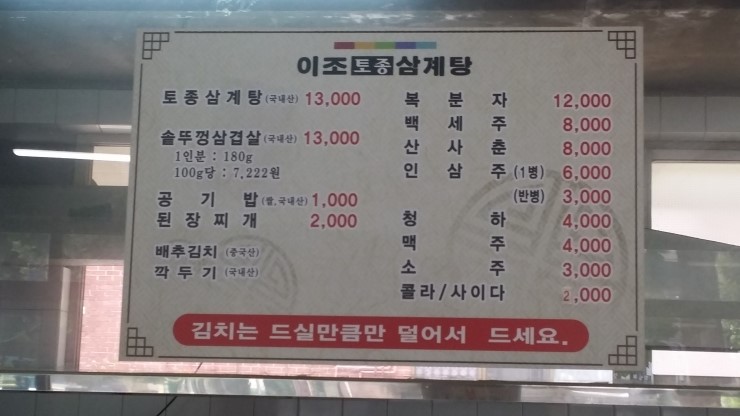 이조토종삼계탕
토종삼계탕(국내산) 13,000
솥뚜껑삼겹살(국내산) 13,000
1인분 : 180g
100g당 : 7,222원
공기밥(쌀,국내산) 1,000
된장찌개 2,000
배추김치 (중국산)
깍두기 (국내산)
복분자 12,000
백세주 8,000
산사춘 8,000
인삼주 (1병) 6,000
(반병) 3,000
청하 4,000
맥주 4,000
소주 3,000
콜라/사이다 2,000
김치는 드실만큼만 덜어서 드세요.